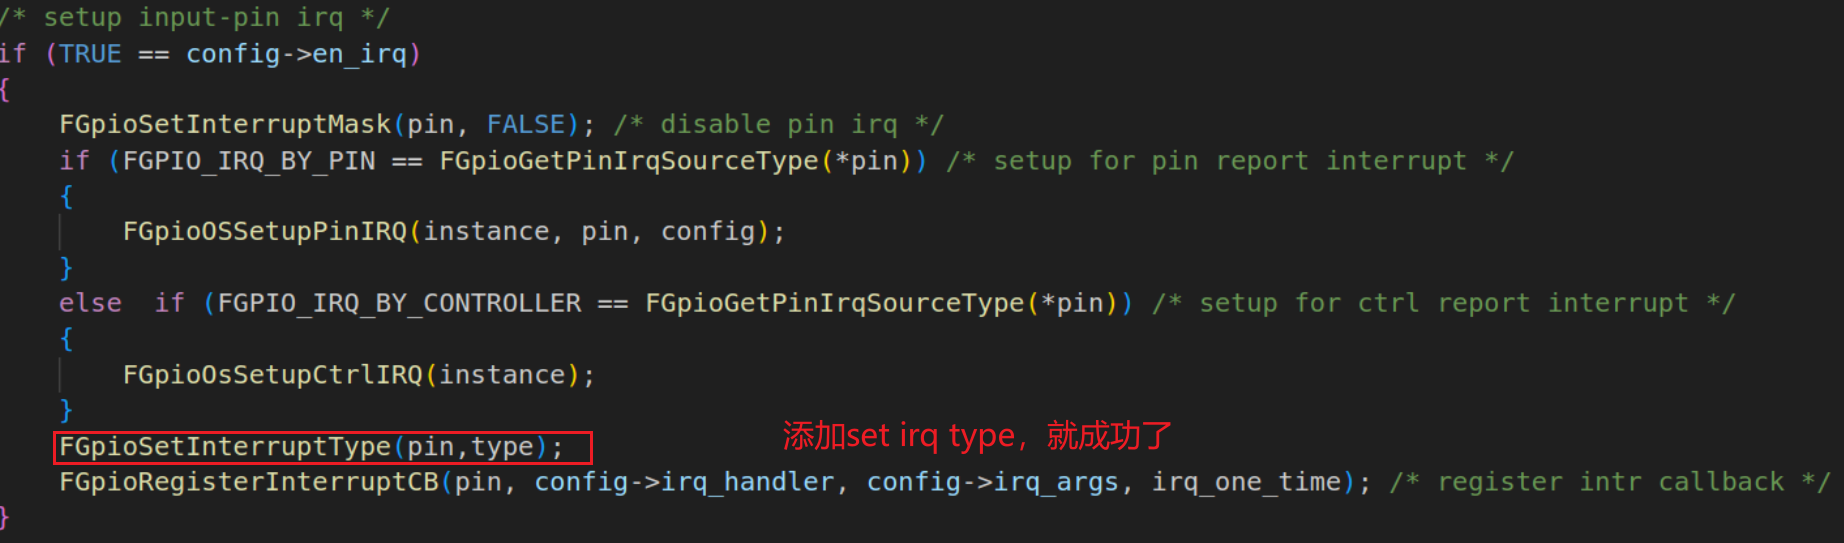 /* setup input-pin irq */
if (TRUE == config->en_irq)
{
FGpioSetInterruptMask(pin, FALSE); /* disable pin irq */
if (FGPIO_IRQ_BY_PIN == FGpioGetPinIrqSourceType(*pin)) /* setup for pin report interrupt */
{
FGpioOSSetupPinIRQ(instance, pin, config);
}
else  if (FGPIO_IRQ_BY_CONTROLLER == FGpioGetPinIrqSourceType(*pin)) /* setup for ctrl report interrupt */
{
FGpioOsSetupCtrlIRQ(instance);
}
FGpioSetInterruptType(pin,type); 添加set irq type，就成功了
FGpioRegisterInterruptCB(pin, config->irq_handler, config->irq_args, irq_one_time); /* register intr callback */
}